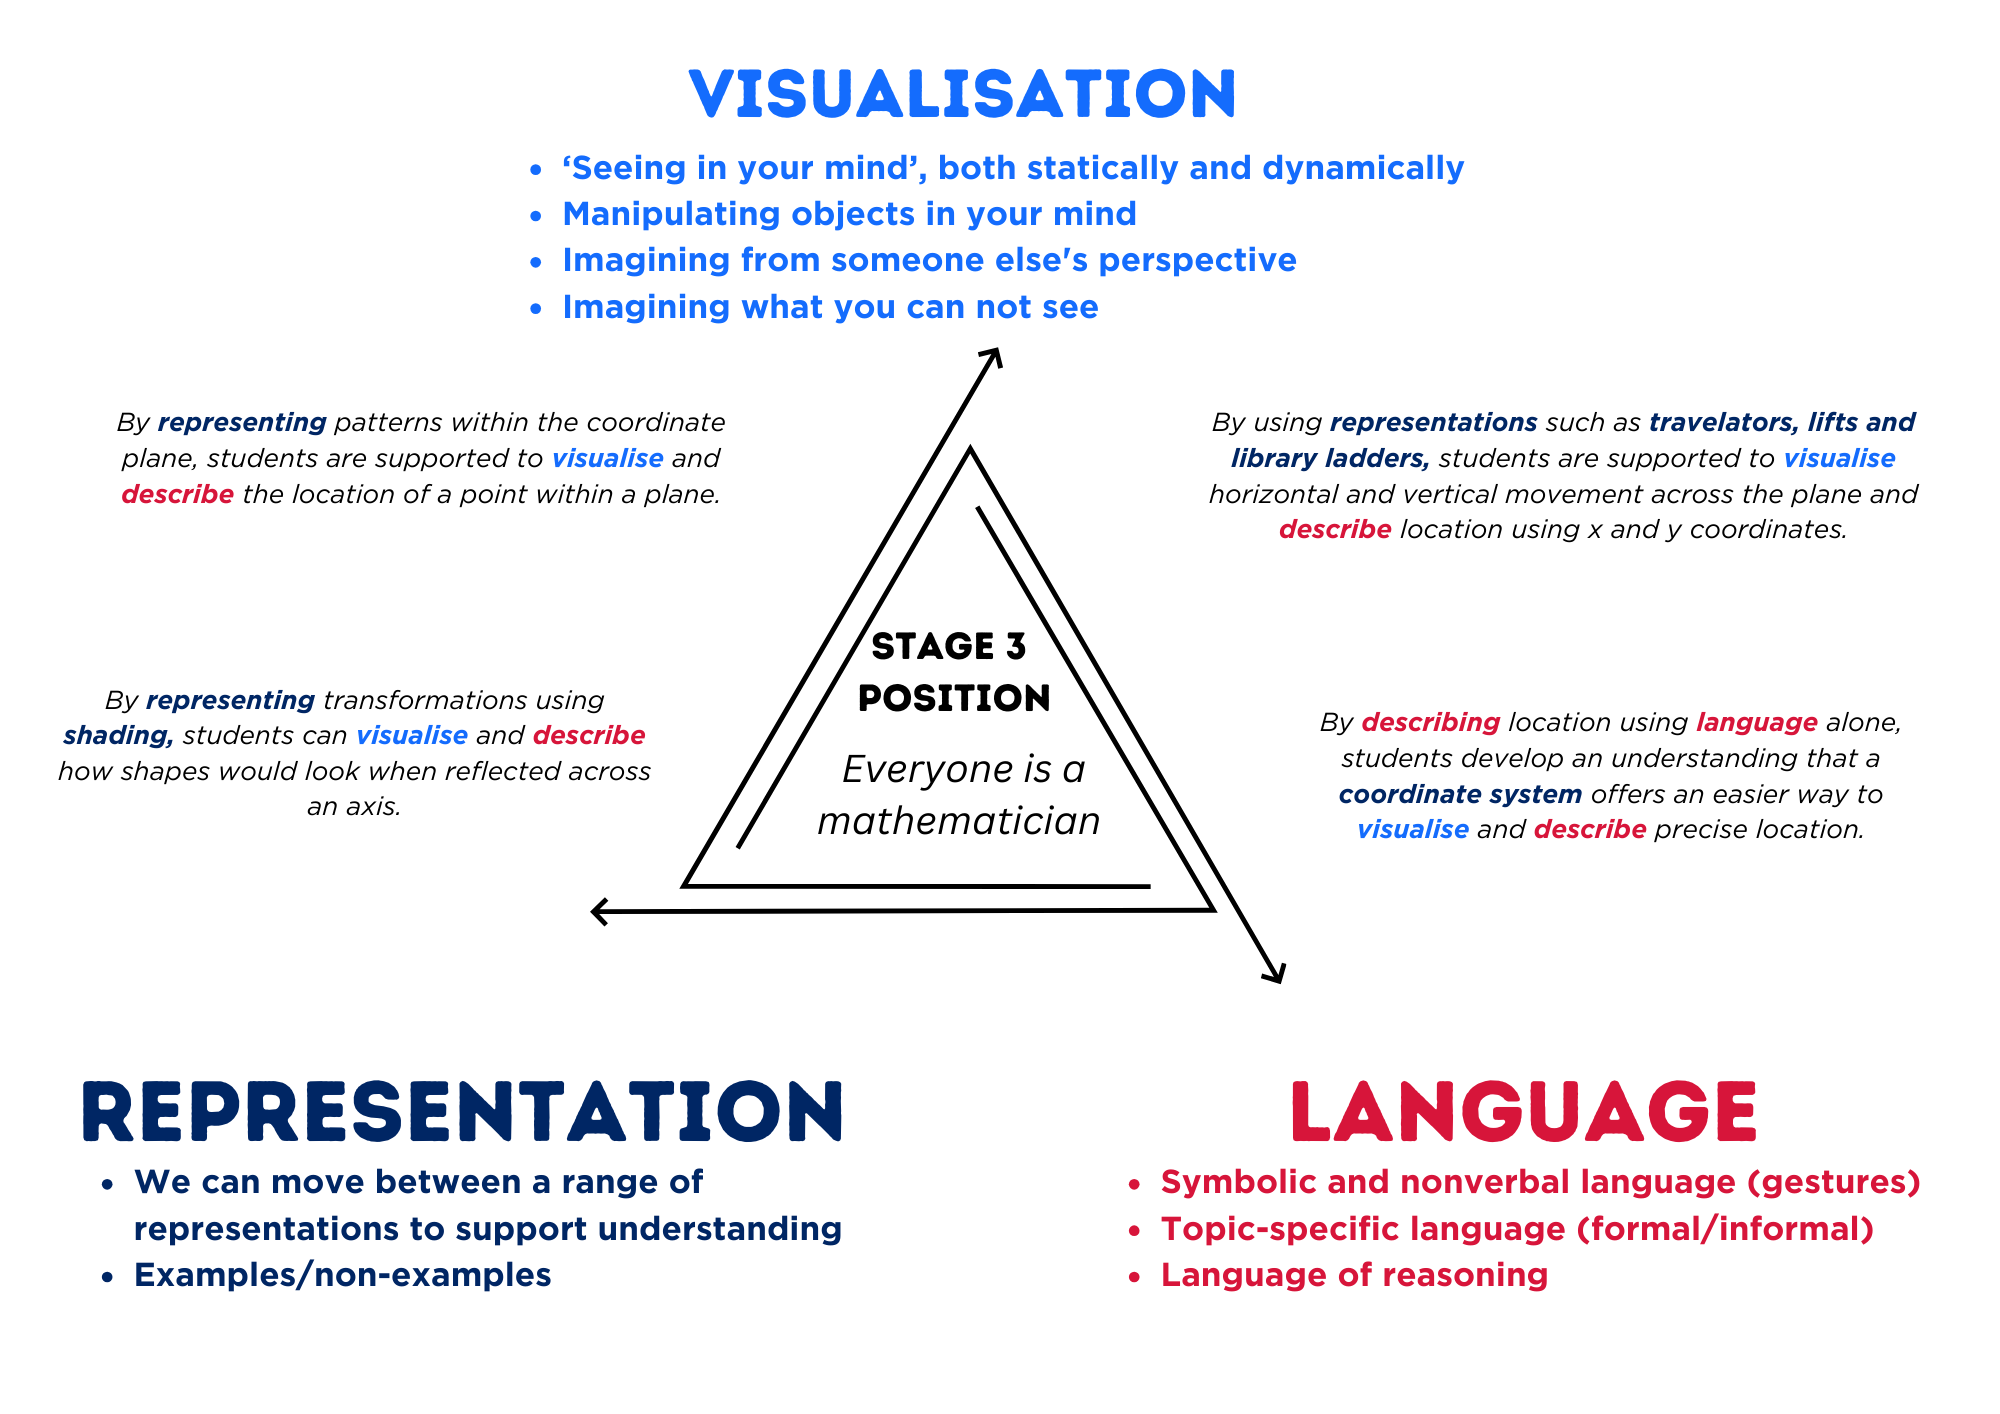 VISUALISATION
• ‘Seeing in your mind’, both statically and dynamically
• Manipulating objects in your mind
• Imagining from someone else's perspective
• Imagining what you can not see
By representing patterns within the coordinate
plane, students are supported to visualise and
describe the location of a point within a plane.
By using representations such as travelators, lifts and
library ladders, students are supported to visualise
horizontal and vertical movement across the plane and
describe location using x and y coordinates.
STAGE 3
POSITION
Everyone is a
mathematician
By representing transformations using
shading, students can visualise and describe
how shapes would look when reflected across
an axis.
By describing location using language alone,
students develop an understanding that a
coordinate system offers an easier way to
visualise and describe precise location.
REPRESENTATION
• We can move between a range of
representations to support understanding
• Examples/non-examples
LANGUAGE
• Symbolic and nonverbal language (gestures)
• Topic-specific language (formal/informal)
• Language of reasoning